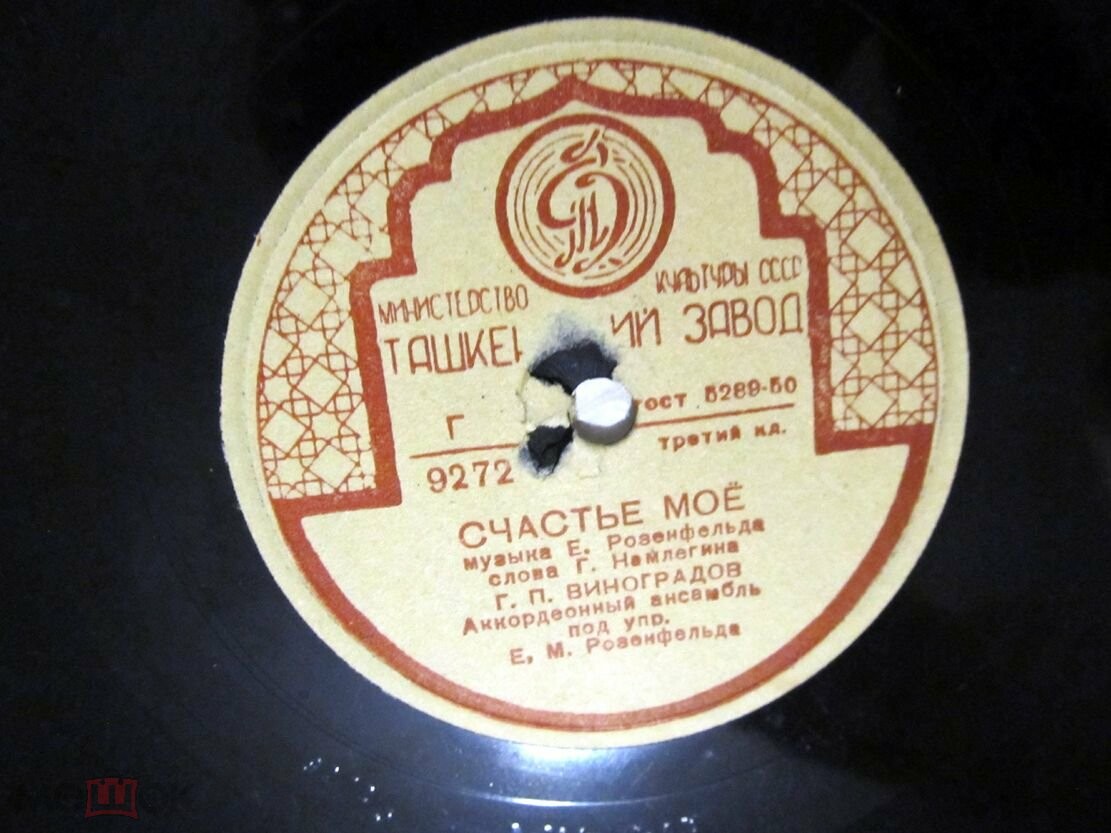 МИНИСТЕРСТВО КУЛЬТУРЫ СССР
ТАШКЕ ИЙ ЗАВОД
Г ГОСТ 5289-50
9272 третий кл.
СЧАСТЬЕ МОЁ
музыка Е. Розенфельда
слова Г. Намлегина
Г. П. ВИНОГРАДОВ
Аккордеонный ансамбль
под упр.
Е, М. Розенфельда